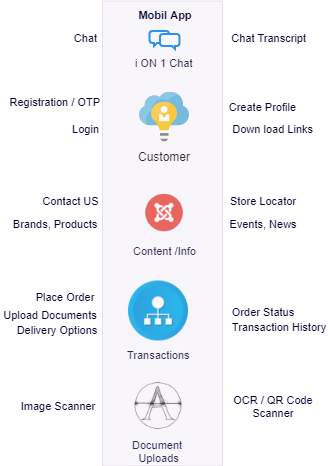 Mobil App
Chat
Chat Transcript
i ON 1 Chat
Registration / OTP
Create Profile
Login
Down load Links
Customer
Contact US
Store Locator
Brands, Products
Events, News
Content /Info
Place Order
Upload Documents
Delivery Options
Order Status
Transaction History
Transactions
Image Scanner
OCR / QR Code
Scanner
Document
Uploads